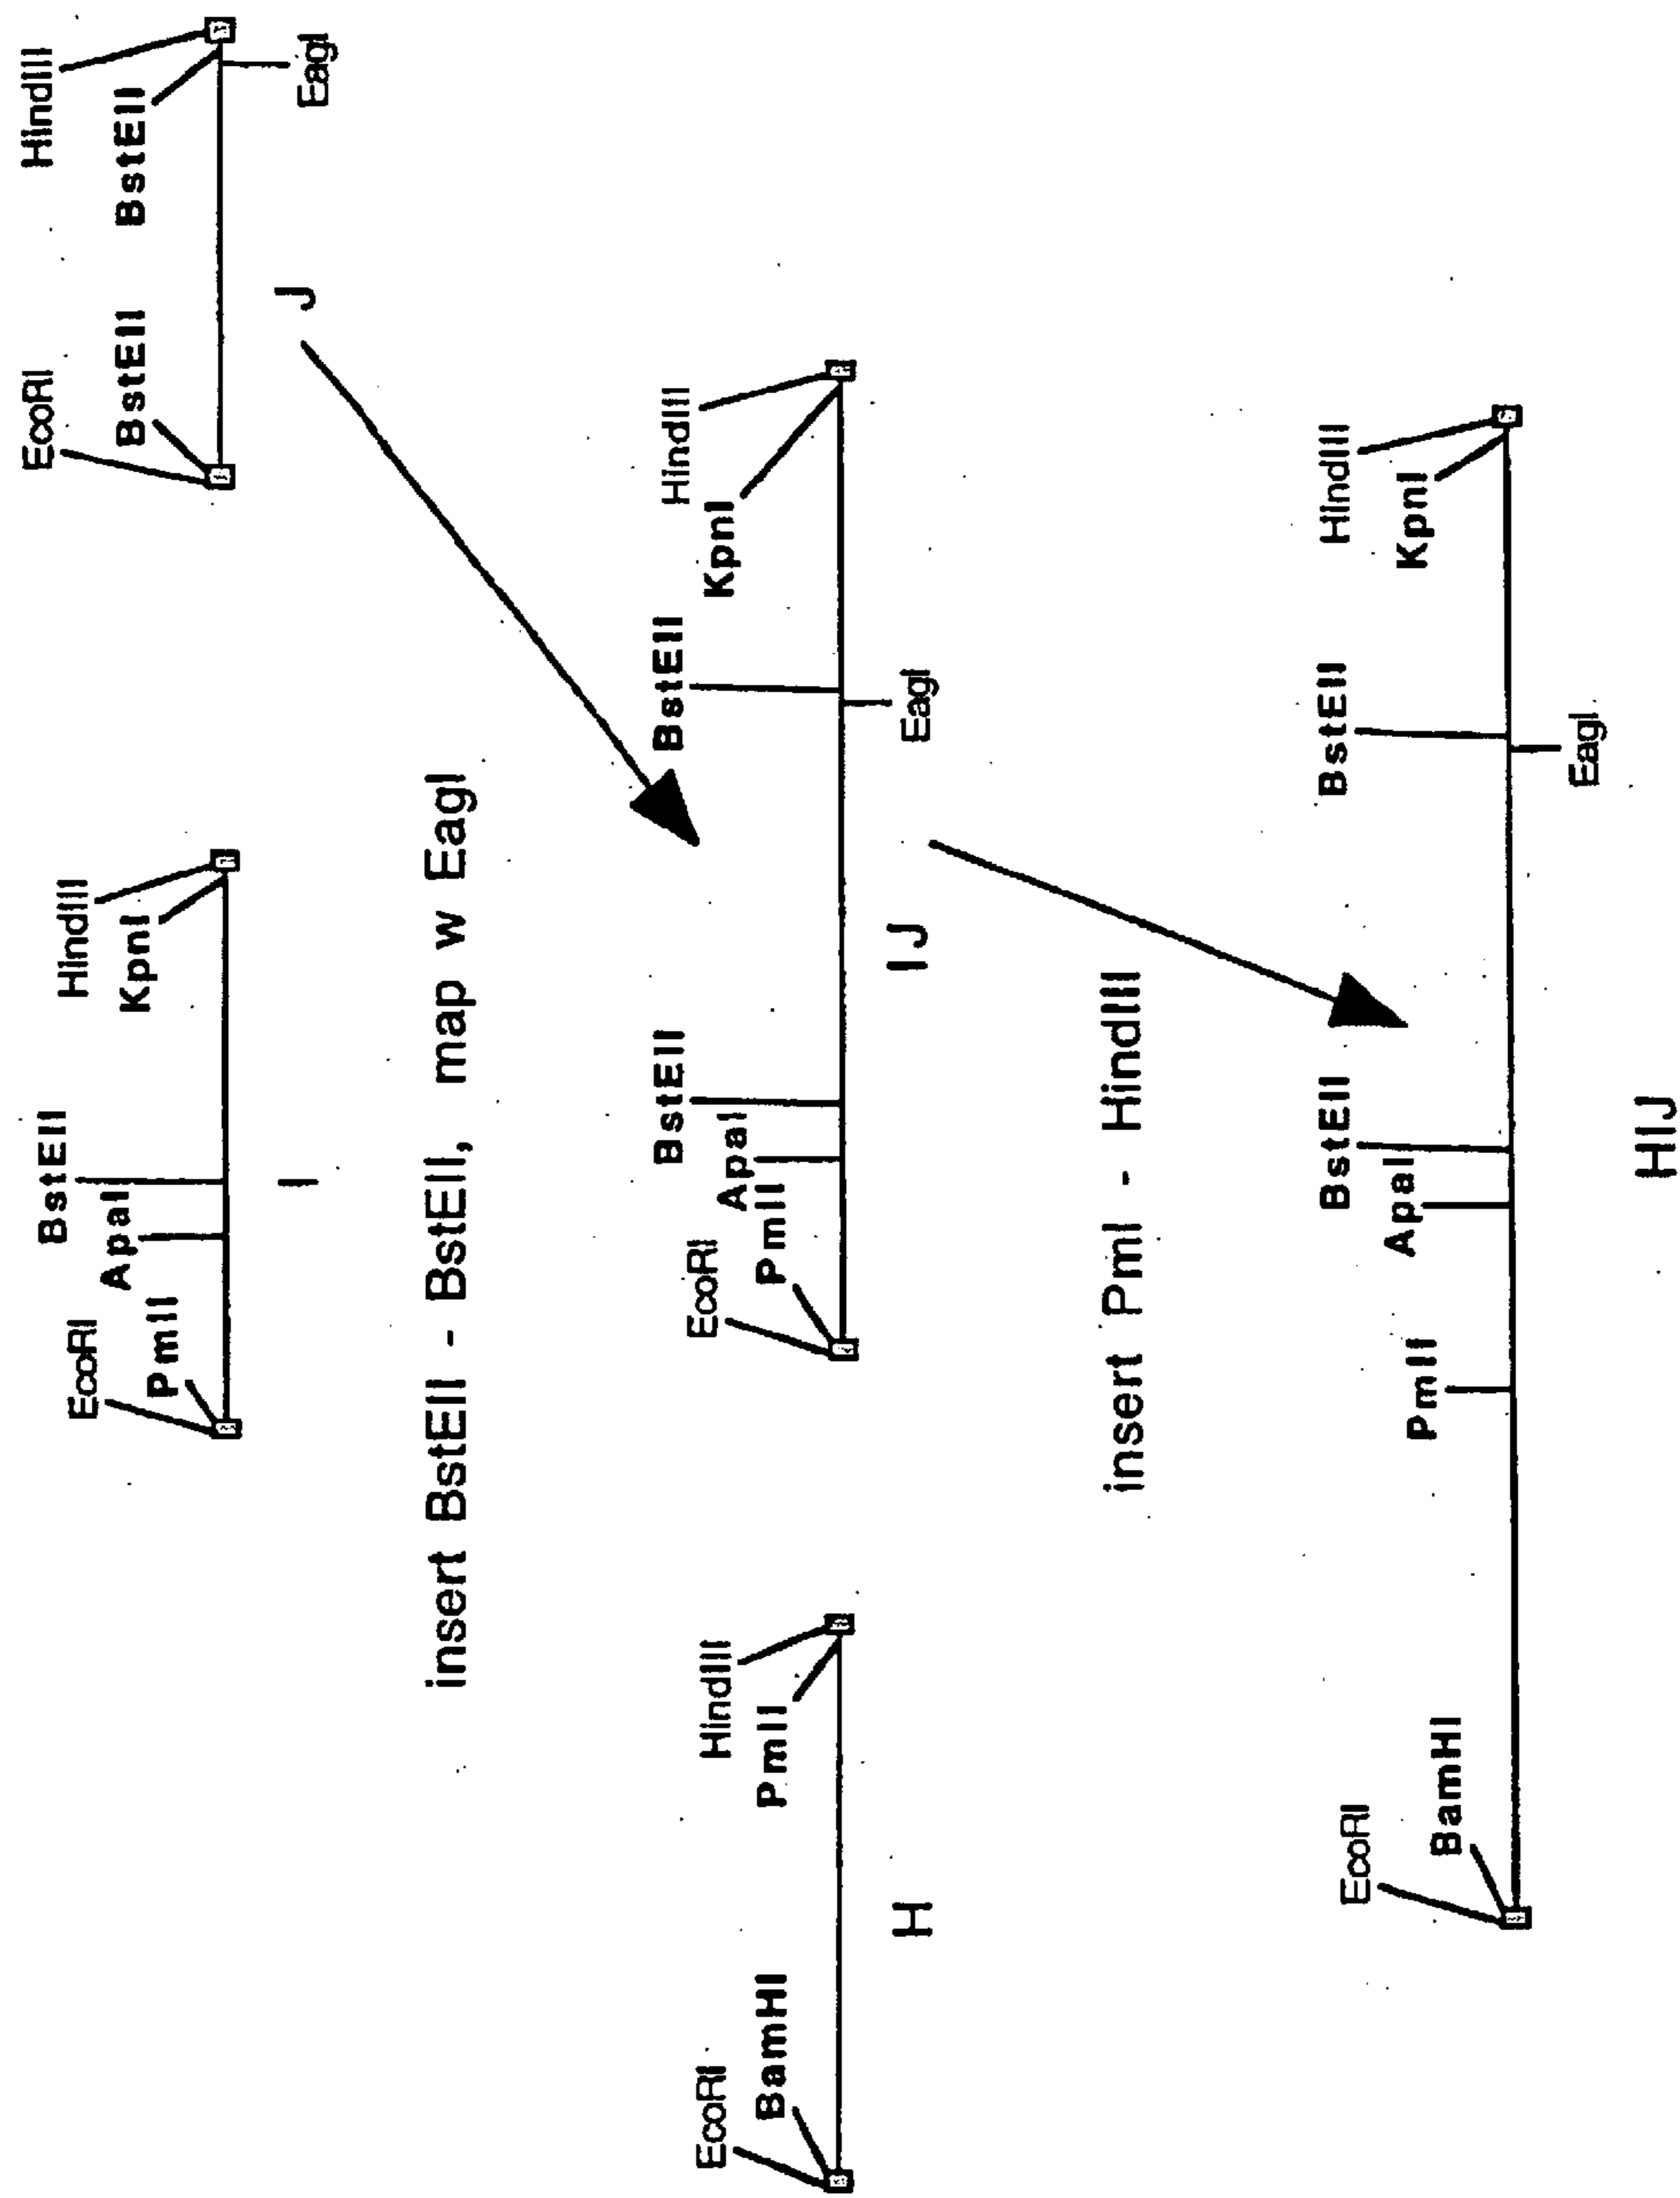 EcoRI
PmlI
ApaI
BstEII
HindIII
KpnI
I
EcoRI
BstEII
BstEII
HindIII
EagI
J
insert BstEII - BstEII, map w EagI
EcoRI
BamHI
HindIII
PmlI
H
EcoRI
PmlI
ApaI
BstEII
BstEII
KpnI
HindIII
EagI
IJ
insert PmI - HindIII
EcoRI
BamHI
PmlI
ApaI
BstEII
BstEII
KpnI
HindIII
EagI
HIJ